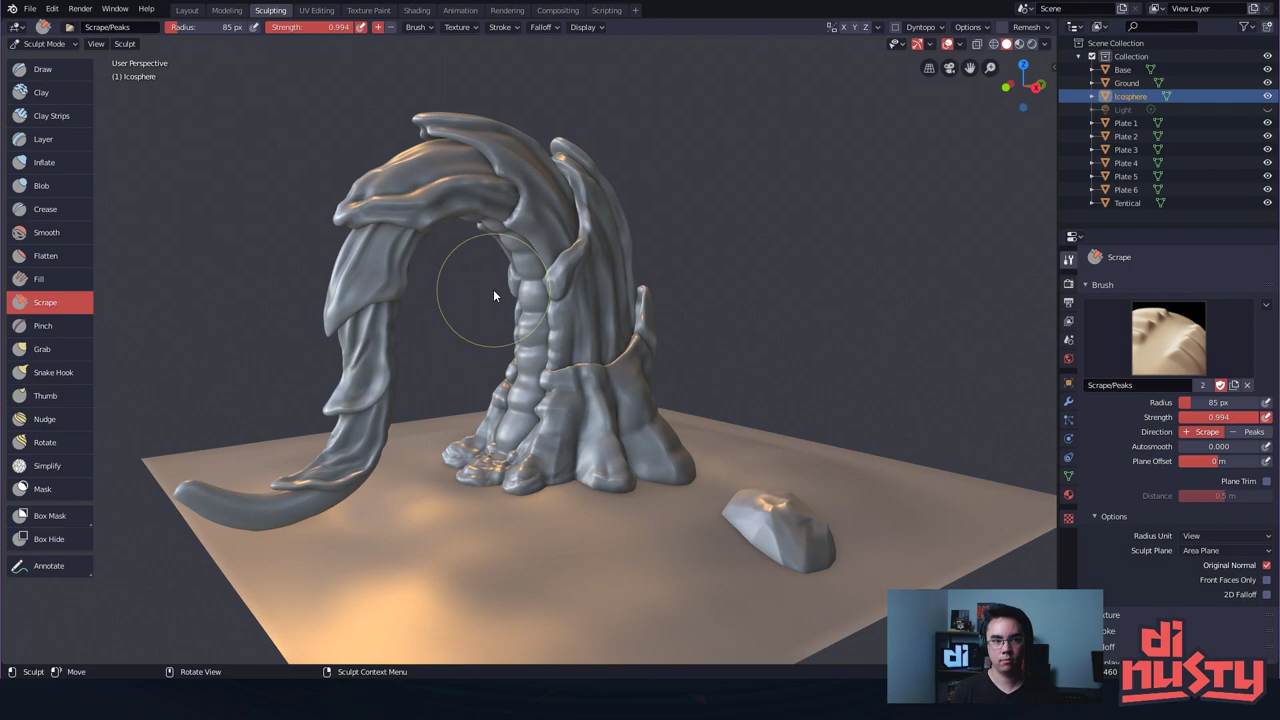 File Edit Render Window Help Layout Modeling Sculpting UV Editing Texture Paint Shading Animation Rendering Compositing Scripting + Scene View Layer
Scrape/Peaks Radius: 85 px Strength: 0.994 + − Brush Texture Stroke Falloff Display X Y Z Dyntopo Options Remesh
Sculpt Mode View Sculpt
User Perspective
(1) Icosphere
Draw
Clay
Clay Strips
Layer
Inflate
Blob
Crease
Smooth
Flatten
Fill
Scrape
Pinch
Grab
Snake Hook
Thumb
Nudge
Rotate
Simplify
Mask
Box Mask
Box Hide
Annotate
Z
Y
X
Scene Collection
Collection
Base
Ground
Icosphere
Light
Plate 1
Plate 2
Plate 3
Plate 4
Plate 5
Plate 6
Tentical
Scrape
Brush
Scrape/Peaks 2
Radius 85 px
Strength 0.994
Direction + Scrape − Peaks
Autosmooth 0.000
Plane Offset 0 m
Plane Trim
Distance 0.5 m
Options
Radius Unit View
Sculpt Plane Area Plane
Original Normal
Front Faces Only
2D Falloff
Sculpt Move Rotate View Sculpt Context Menu
di
di
nusty